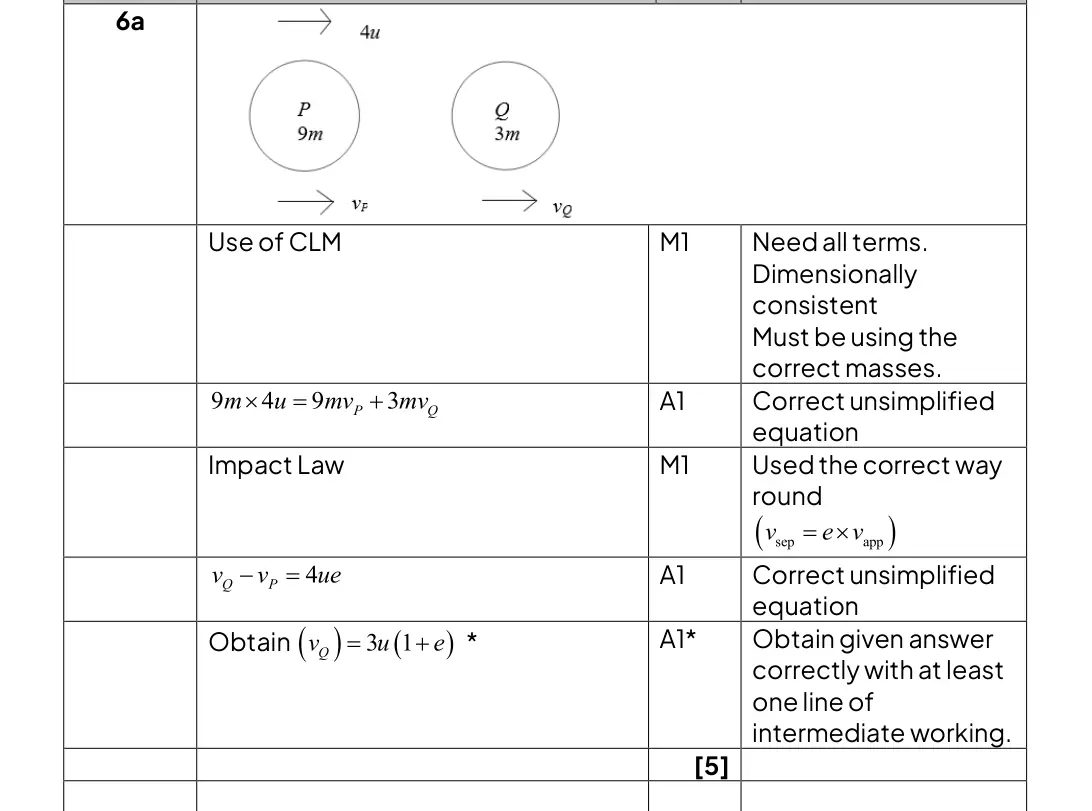 6a
4u
P
9m
Q
3m
v_P
v_Q
Use of CLM
M1
Need all terms.
Dimensionally
consistent
Must be using the
correct masses.
9m × 4u = 9mv_P + 3mv_Q
A1
Correct unsimplified
equation
Impact Law
M1
Used the correct way
round
(v_sep = e × v_app)
v_Q − v_P = 4ue
A1
Correct unsimplified
equation
Obtain (v_Q) = 3u(1 + e) *
A1*
Obtain given answer
correctly with at least
one line of
intermediate working.
[5]